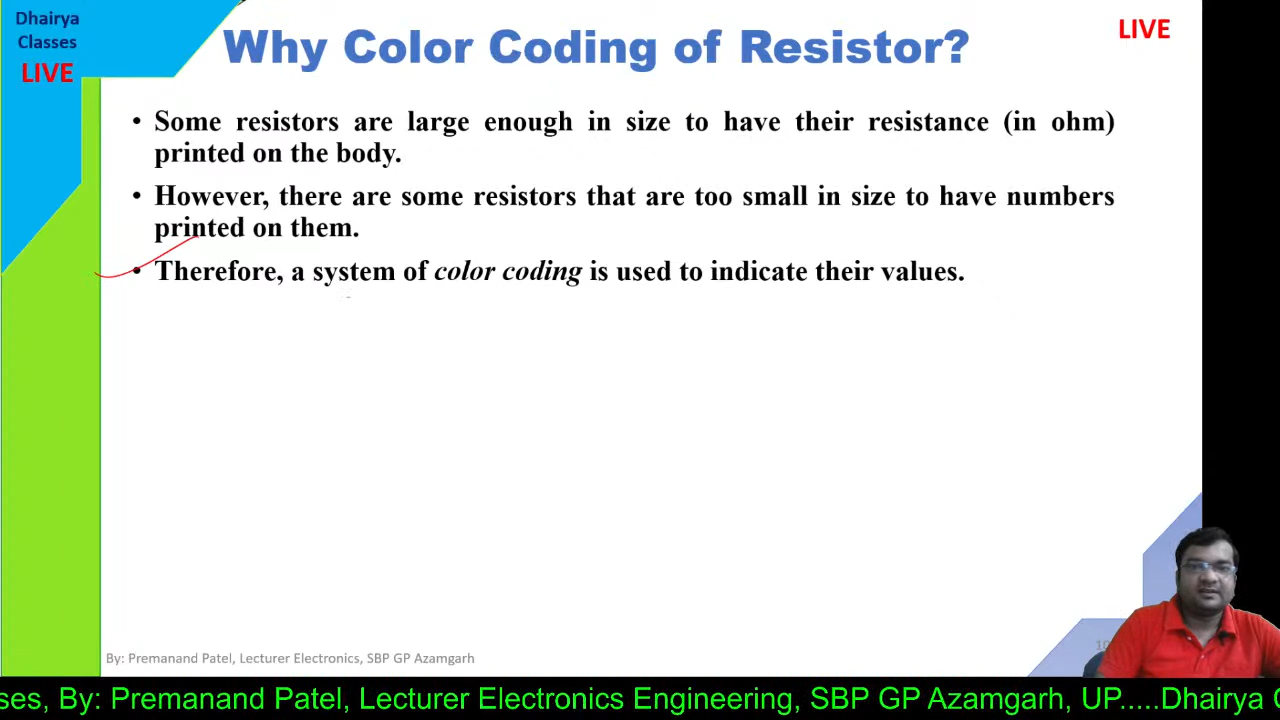 Dhairya
Classes
LIVE
Why Color Coding of Resistor?
LIVE
• Some resistors are large enough in size to have their resistance (in ohm)
printed on the body.
• However, there are some resistors that are too small in size to have numbers
printed on them.
• Therefore, a system of color coding is used to indicate their values.
By: Premanand Patel, Lecturer Electronics, SBP GP Azamgarh
sses, By: Premanand Patel, Lecturer Electronics Engineering, SBP GP Azamgarh, UP.....Dhairya